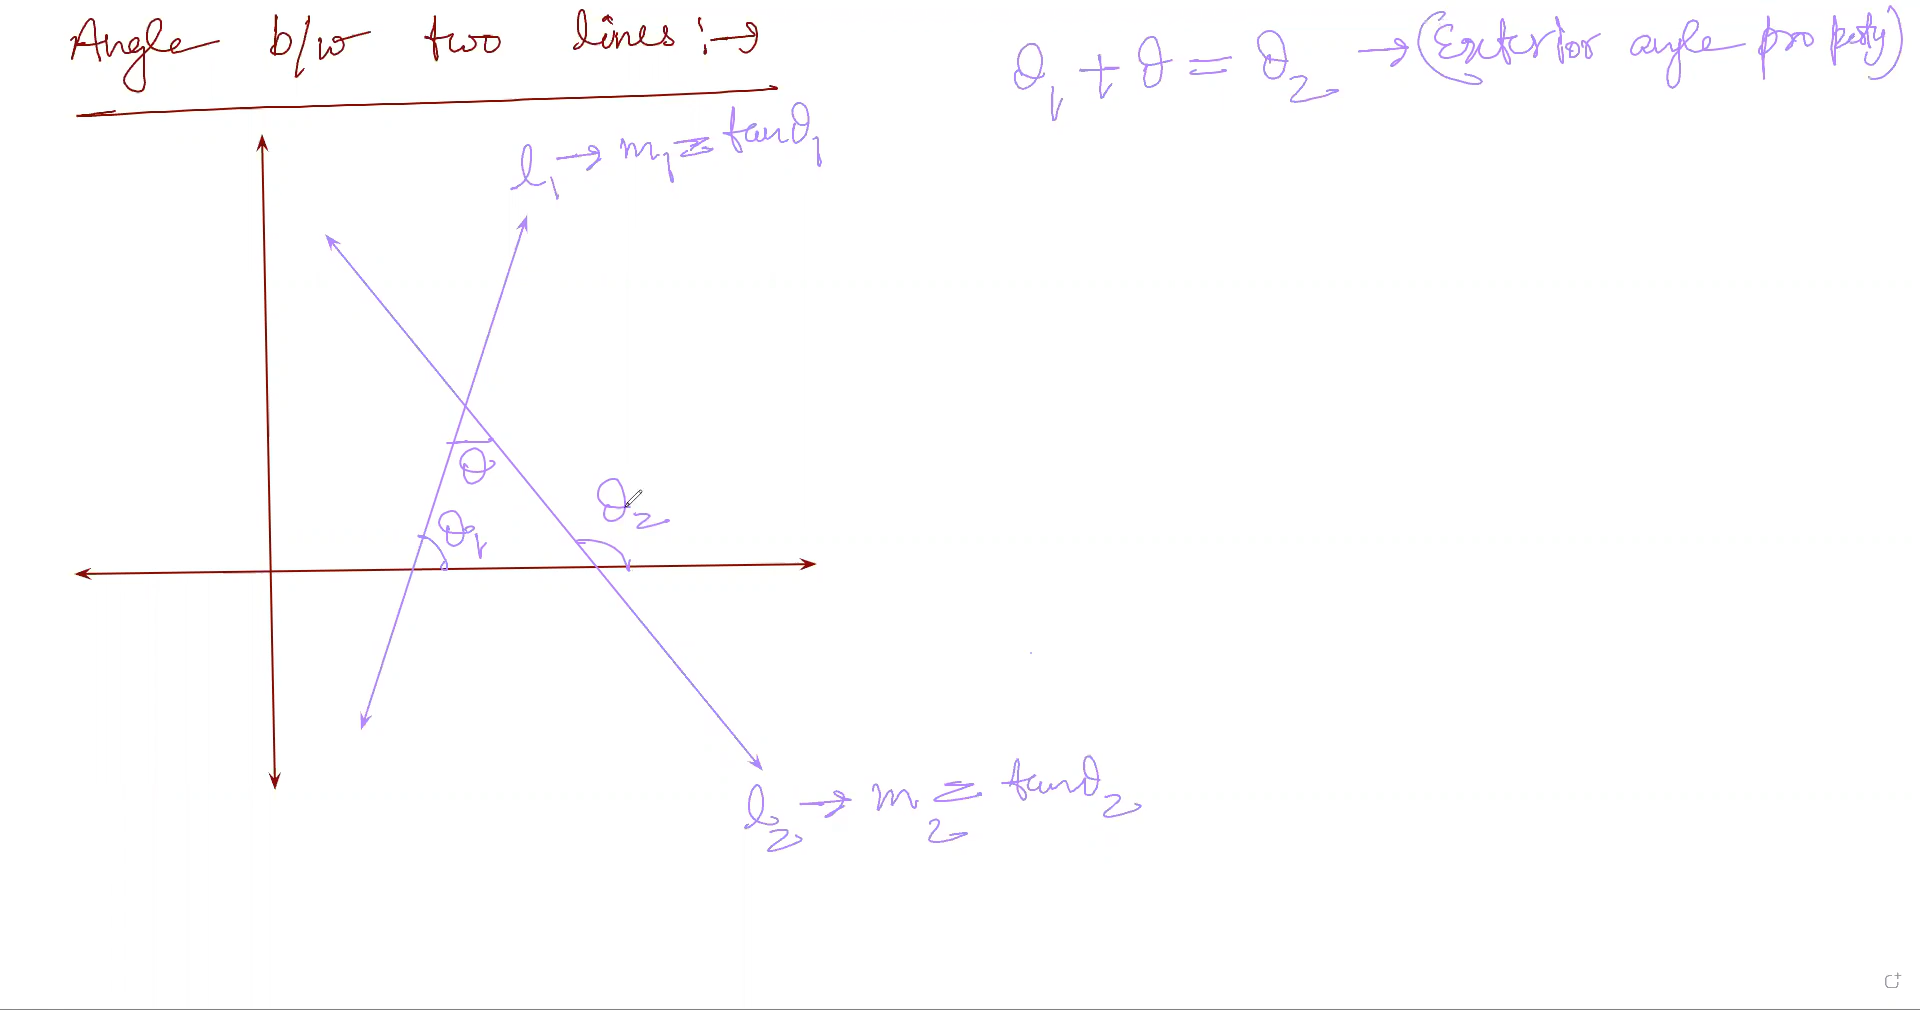 Angle b/w two lines :→
θ₁ + θ = θ₂ → (Exterior angle property)
l₁ → m₁ = tanθ₁
θ
θ₂
θ₁
l₂ → m₂ = tanθ₂